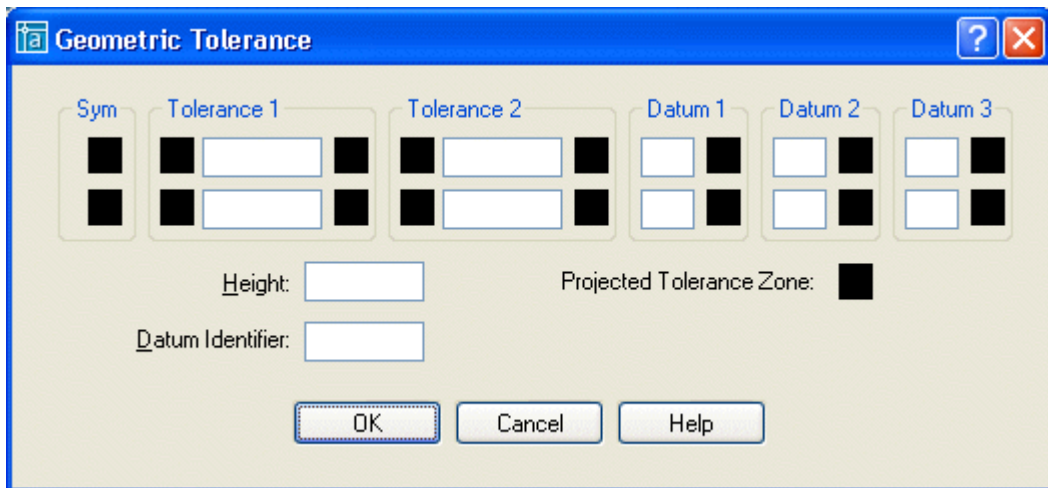 Geometric Tolerance
Sym Tolerance 1 Tolerance 2 Datum 1 Datum 2 Datum 3
Height: Projected Tolerance Zone:
Datum Identifier:
OK Cancel Help